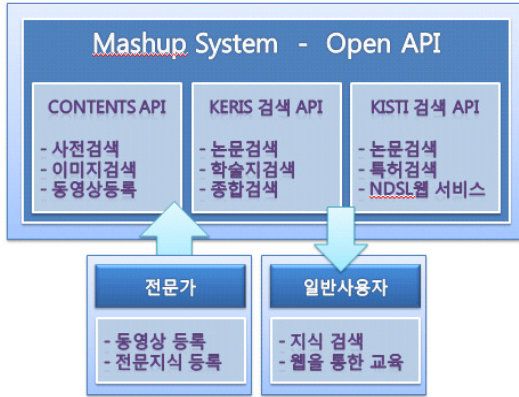 Mashup System - Open API
CONTENTS API
- 사전검색
- 이미지검색
- 동영상등록
KERIS 검색 API
- 논문검색
- 학술지검색
- 종합검색
KISTI 검색 API
- 논문검색
- 특허검색
- NDSL웹 서비스
전문가
- 동영상 등록
- 전문지식 등록
일반사용자
- 지식 검색
- 웹을 통한 교육